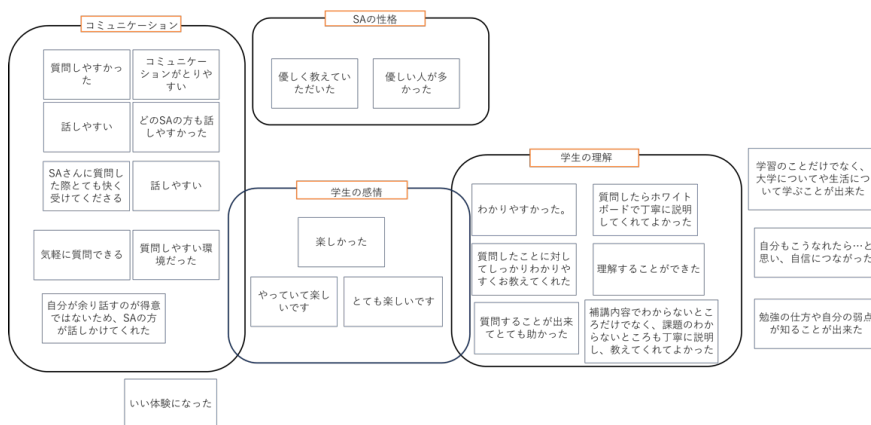 コミュニケーション
質問しやすかっ
た
コミュニケー
ションがとりや
すい
話しやすい
どのSAの方も話
しやすかった
SAさんに質問し
た際とても快く
受けてくださる
話しやすい
気軽に質問できる
質問しやすい環
境だった
自分が余り話すのが得意
ではないため、SAの方
が話しかけてくれた
いい体験になった
SAの性格
優しく教えてい
ただいた
優しい人が多
かった
学生の感情
楽しかった
やっていて楽し
いです
とても楽しいです
学生の理解
わかりやすかった。
質問したらホワイト
ボードで丁寧に説明
してくれてよかった
質問したことに対し
てしっかりわかりや
すくお教えてくれた
理解することができた
質問することが出来
てとても助かった
補講内容でわからないとこ
ろだけでなく、課題のわか
らないところも丁寧に説明
し、教えてくれてよかった
学習のことだけでなく、
大学についてや生活につ
いて学ぶことが出来た
自分もこうなれたら…と
思い、自信につながった
勉強の仕方や自分の弱点
が知ることが出来た